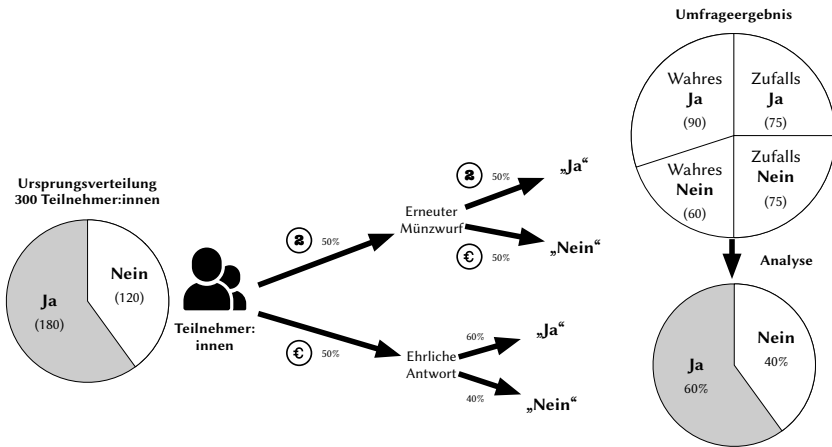 Umfrageergebnis
Wahres
Ja
(90)
Zufalls
Ja
(75)
Wahres
Nein
(60)
Zufalls
Nein
(75)
Analyse
Ja
60%
Nein
40%
Ursprungsverteilung
300 Teilnehmer:innen
Ja
(180)
Nein
(120)
Teilnehmer:
innen
2 50%
€ 50%
Erneuter
Münzwurf
2 50%
„Ja“
€ 50%
„Nein“
Ehrliche
Antwort
60%
„Ja“
40%
„Nein“